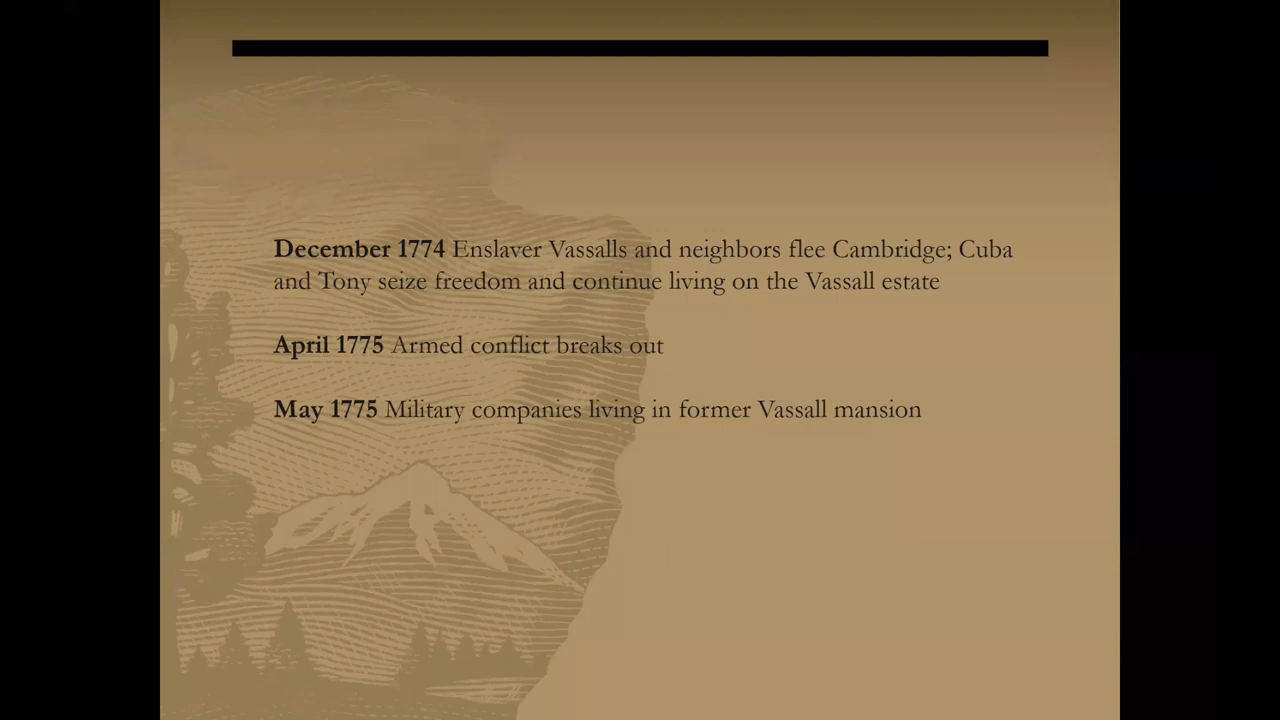 December 1774 Enslaver Vassalls and neighbors flee Cambridge; Cuba
and Tony seize freedom and continue living on the Vassall estate
April 1775 Armed conflict breaks out
May 1775 Military companies living in former Vassall mansion